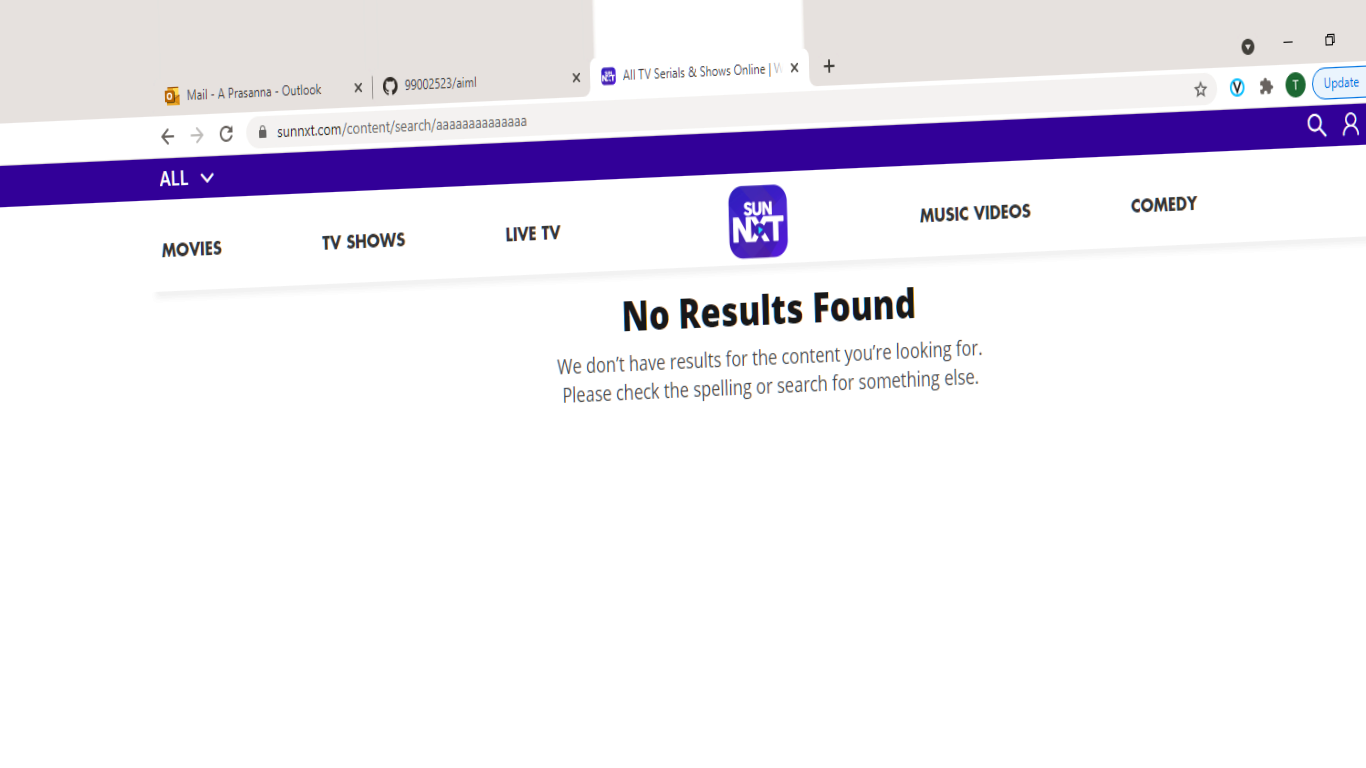 Mail - A Prasanna - Outlook
99002523/aiml
All TV Serials & Shows Online |
sunnxt.com/content/search/aaaaaaaaaaaaaa
T
Update
ALL
MOVIES
TV SHOWS
LIVE TV
SUN
NXT
MUSIC VIDEOS
COMEDY
No Results Found
We don't have results for the content you're looking for.
Please check the spelling or search for something else.